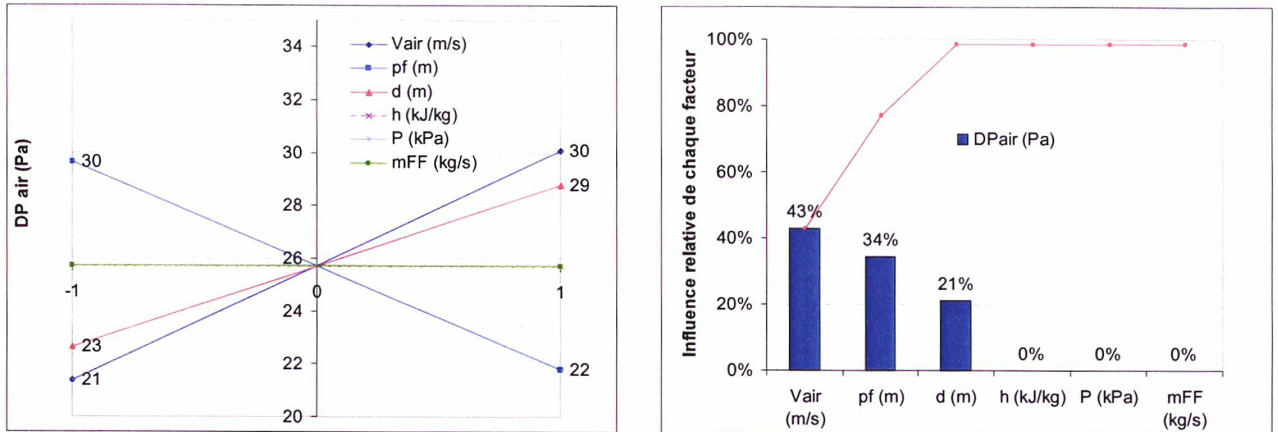 DP air (Pa)
34
32
30
28
26
24
22
20
-1
0
1
30
23
21
30
29
22
Vair (m/s)
pf (m)
d (m)
h (kJ/kg)
P (kPa)
mFF (kg/s)
Influence relative de chaque facteur
100%
80%
60%
40%
20%
0%
DPair (Pa)
43%
34%
21%
0%
0%
0%
Vair
(m/s)
pf (m)
d (m)
h (kJ/kg)
P (kPa)
mFF
(kg/s)